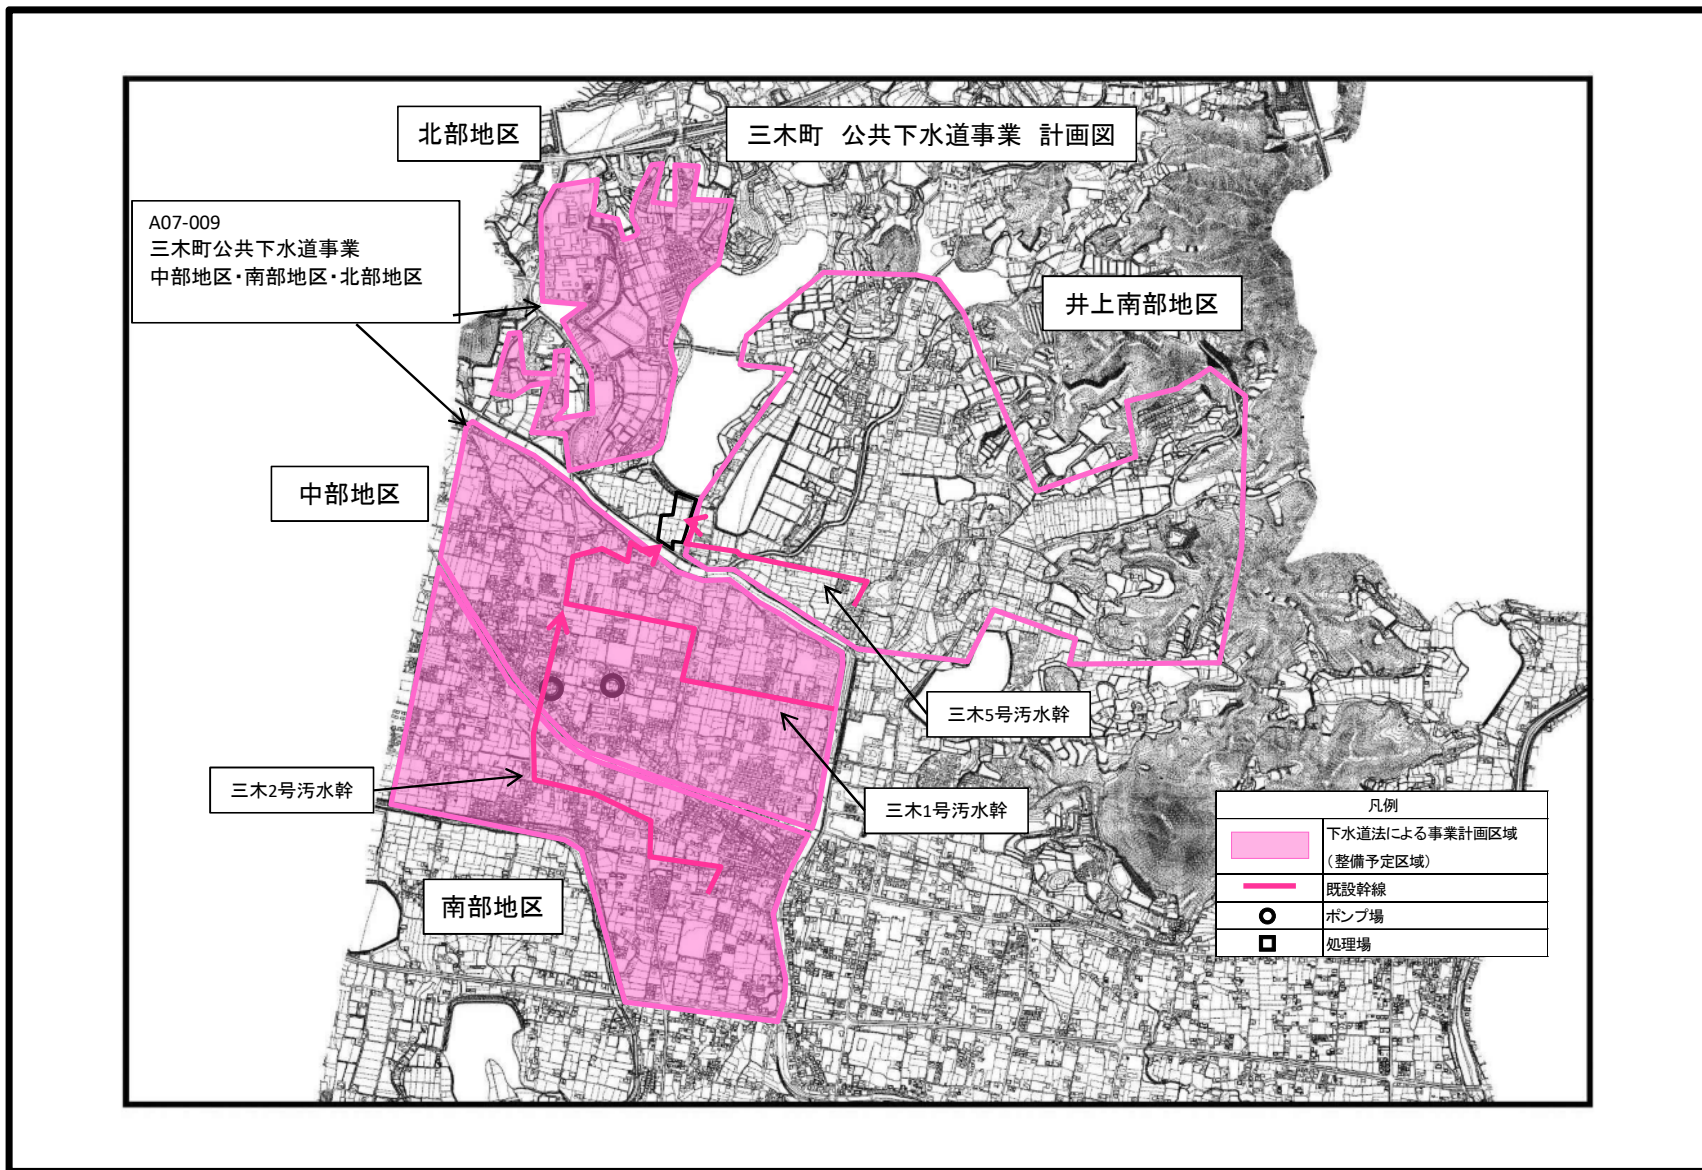 北部地区
三木町　公共下水道事業　計画図
A07-009
三木町公共下水道事業
中部地区・南部地区・北部地区
井上南部地区
中部地区
三木5号汚水幹
三木2号汚水幹
三木1号汚水幹
南部地区
凡例
下水道法による事業計画区域
（整備予定区域）
既設幹線
ポンプ場
処理場